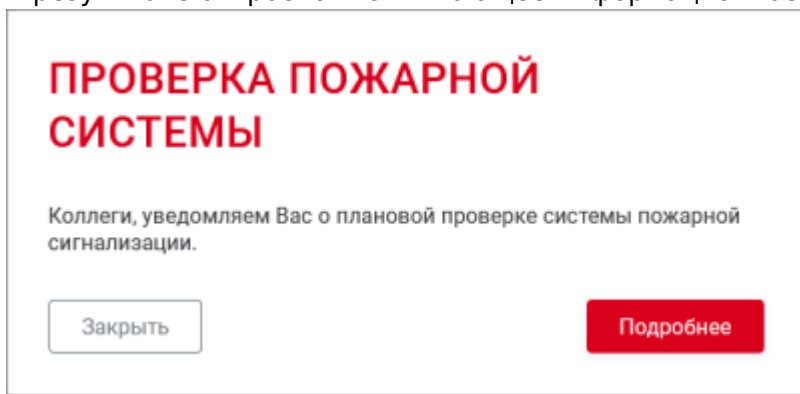 ПРОВЕРКА ПОЖАРНОЙ
СИСТЕМЫ
Коллеги, уведомляем Вас о плановой проверке системы пожарной
сигнализации.
Закрыть
Подробнее